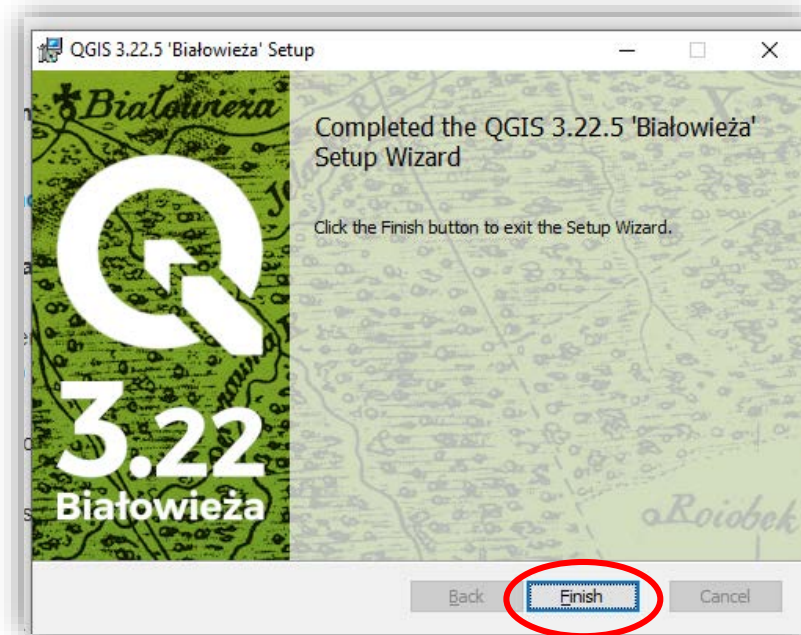 QGIS 3.22.5 'Białowieża' Setup
Białowieża
Completed the QGIS 3.22.5 'Białowieża'
Setup Wizard
Click the Finish button to exit the Setup Wizard.
3.22
Białowieża
Roiobek
Back
Finish
Cancel